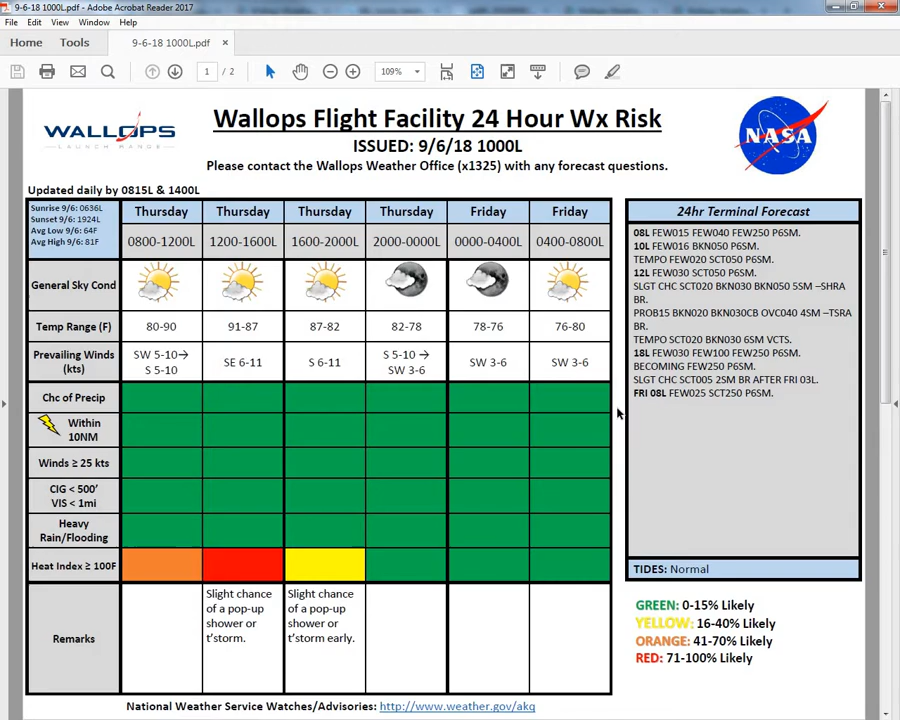 9-6-18 1000L.pdf - Adobe Acrobat Reader 2017
File Edit View Window Help
Home Tools 9-6-18 1000L.pdf ×
1 / 2 109%
WALLOPS
LAUNCH RANGE
Wallops Flight Facility 24 Hour Wx Risk
ISSUED: 9/6/18 1000L
Please contact the Wallops Weather Office (x1325) with any forecast questions.
NASA
Updated daily by 0815L & 1400L
Sunrise 9/6: 0636L
Sunset 9/6: 1924L
Avg Low 9/6: 64F
Avg High 9/6: 81F
Thursday Thursday Thursday Thursday Friday Friday
0800-1200L 1200-1600L 1600-2000L 2000-0000L 0000-0400L 0400-0800L
General Sky Cond
Temp Range (F) 80-90 91-87 87-82 82-78 78-76 76-80
Prevailing Winds (kts)
SW 5-10→
S 5-10
SE 6-11
S 6-11
S 5-10 →
SW 3-6
SW 3-6
SW 3-6
Chc of Precip
Within
10NM
Winds ≥ 25 kts
CIG < 500'
VIS < 1mi
Heavy
Rain/Flooding
Heat Index ≥ 100F
Remarks
Slight chance
of a pop-up
shower or
t'storm.
Slight chance
of a pop-up
shower or
t'storm early.
24hr Terminal Forecast
08L FEW015 FEW040 FEW250 P6SM.
10L FEW016 BKN050 P6SM.
TEMPO FEW020 SCT050 P6SM.
12L FEW030 SCT050 P6SM.
SLGT CHC SCT020 BKN030 BKN050 5SM –SHRA
BR.
PROB15 BKN020 BKN030CB OVC040 4SM –TSRA
BR.
TEMPO SCT020 BKN030 6SM VCTS.
18L FEW030 FEW100 FEW250 P6SM.
BECOMING FEW250 P6SM.
SLGT CHC SCT005 2SM BR AFTER FRI 03L.
FRI 08L FEW025 SCT250 P6SM.
TIDES: Normal
GREEN: 0-15% Likely
YELLOW: 16-40% Likely
ORANGE: 41-70% Likely
RED: 71-100% Likely
National Weather Service Watches/Advisories: http://www.weather.gov/akq